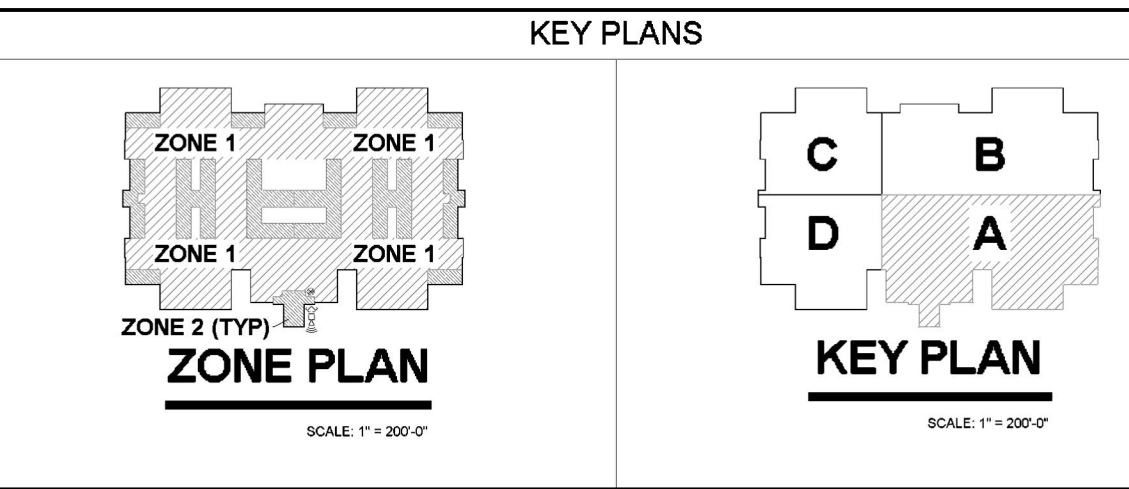 KEY PLANS
ZONE 1
ZONE 1
ZONE 1
ZONE 1
ZONE 2 (TYP)
ZONE PLAN
SCALE: 1" = 200'-0"
C
B
D
A
KEY PLAN
SCALE: 1" = 200'-0"